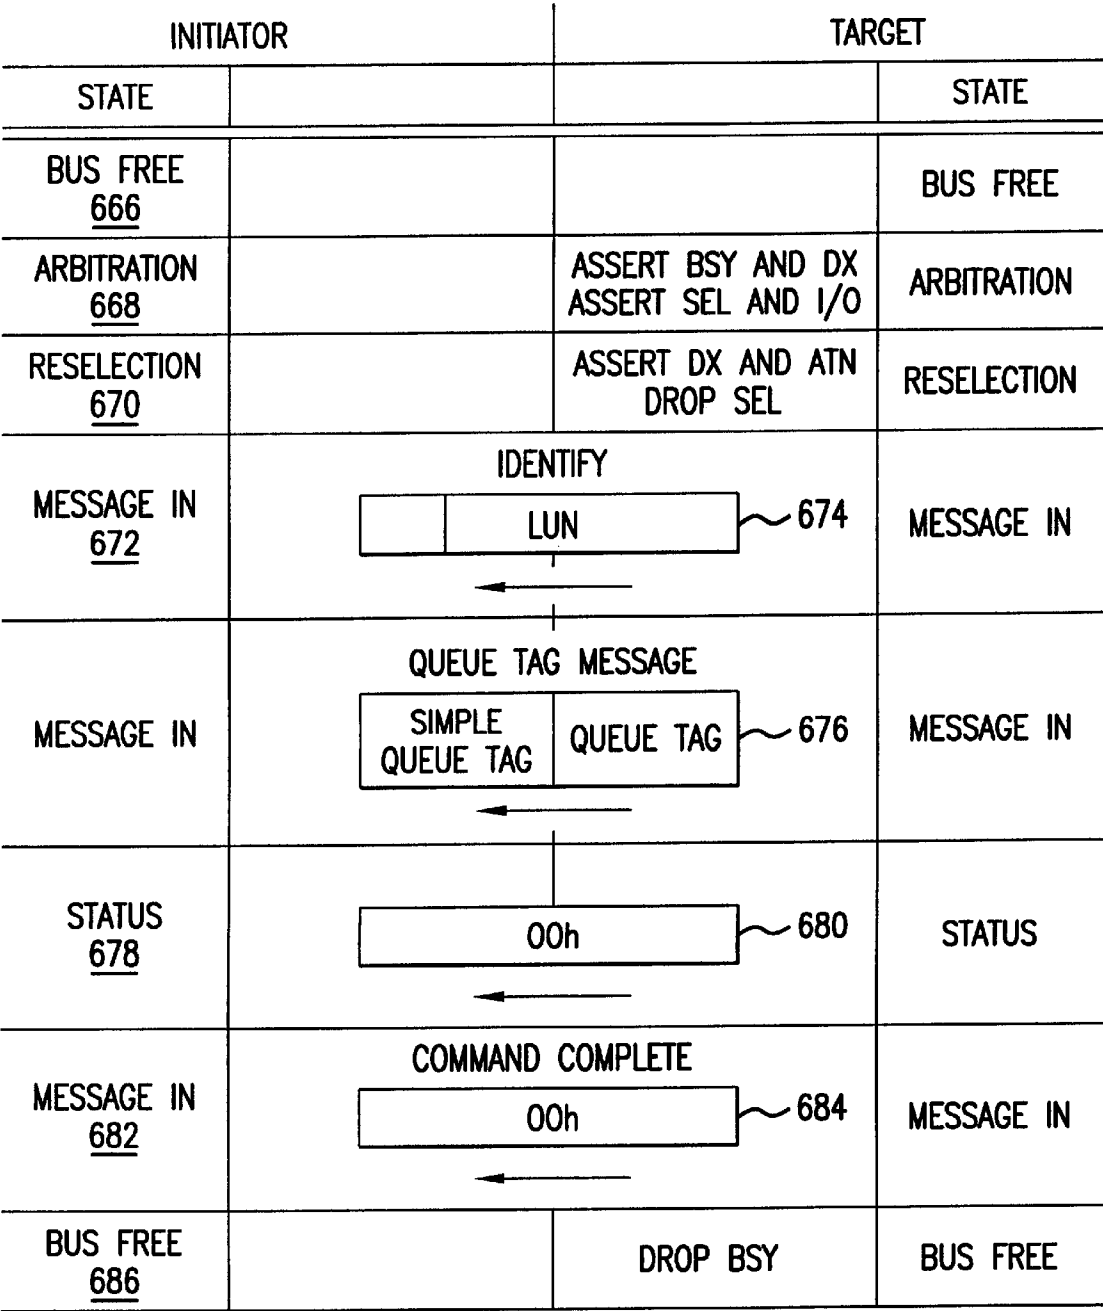 INITIATOR
TARGET
STATE
STATE
BUS FREE
666
BUS FREE
ARBITRATION
668
ASSERT BSY AND DX
ASSERT SEL AND I/O
ARBITRATION
RESELECTION
670
ASSERT DX AND ATN
DROP SEL
RESELECTION
MESSAGE IN
672
IDENTIFY
LUN
674
MESSAGE IN
MESSAGE IN
QUEUE TAG MESSAGE
SIMPLE
QUEUE TAG
QUEUE TAG
676
MESSAGE IN
STATUS
678
00h
680
STATUS
MESSAGE IN
682
COMMAND COMPLETE
00h
684
MESSAGE IN
BUS FREE
686
DROP BSY
BUS FREE